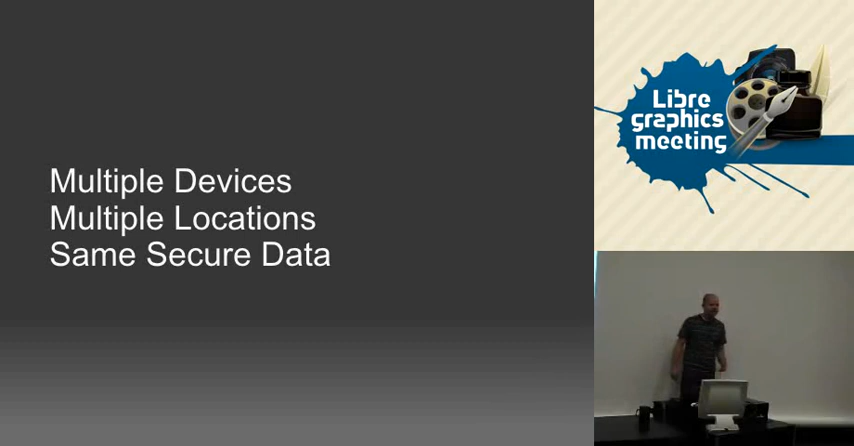 Multiple Devices
Multiple Locations
Same Secure Data
Libre
graphics
meeting